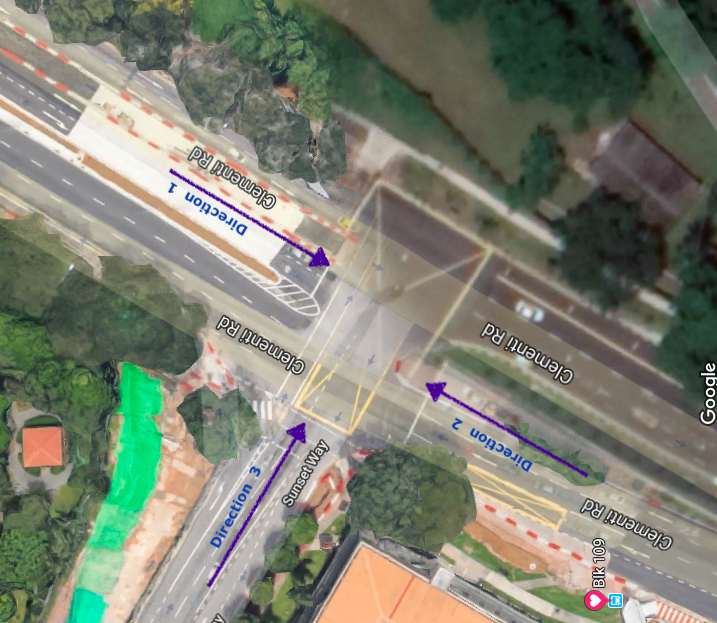 Clementi Rd
Direction 1
Clementi Rd
Clementi Rd
Google
Direction 2
Sunset Way
Direction 3
Clementi Rd
Blk 109